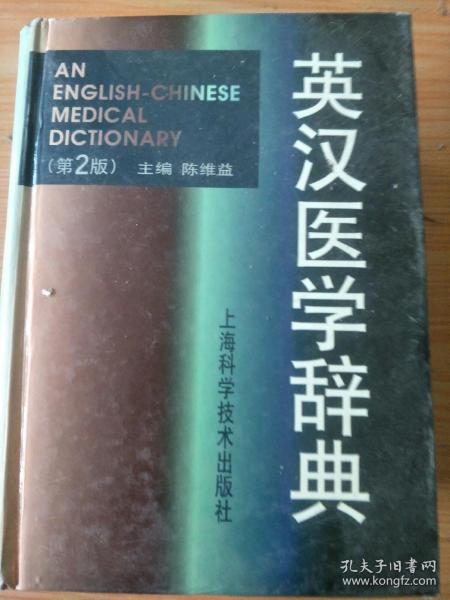 AN
ENGLISH-CHINESE
MEDICAL
DICTIONARY
(第2版) 主编 陈维益
英汉医学辞典
上海科学技术出版社
孔夫子旧书网
www.kongfz.com